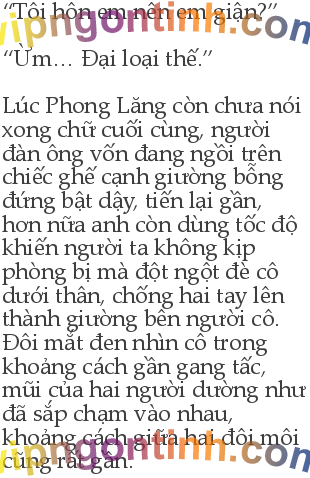 “Tôi hôn em nên em giận?”
vipngontinh.com
“Ừm... Đại loại thế.”
Lúc Phong Lăng còn chưa nói
xong chữ cuối cùng, người
đàn ông vốn đang ngồi trên
chiếc ghế cạnh giường bỗng
đứng bật dậy, tiến lại gần,
hơn nữa anh còn dùng tốc độ
khiến người ta không kịp
phòng bị mà đột ngột đè cô
dưới thân, chống hai tay lên
thành giường bên người cô.
Đôi mắt đen nhìn cô trong
khoảng cách gần gang tấc,
mũi của hai người dường như
đã sắp chạm vào nhau,
khoảng cách giữa hai đôi môi
cũng rất gần.
vipngontinh.com